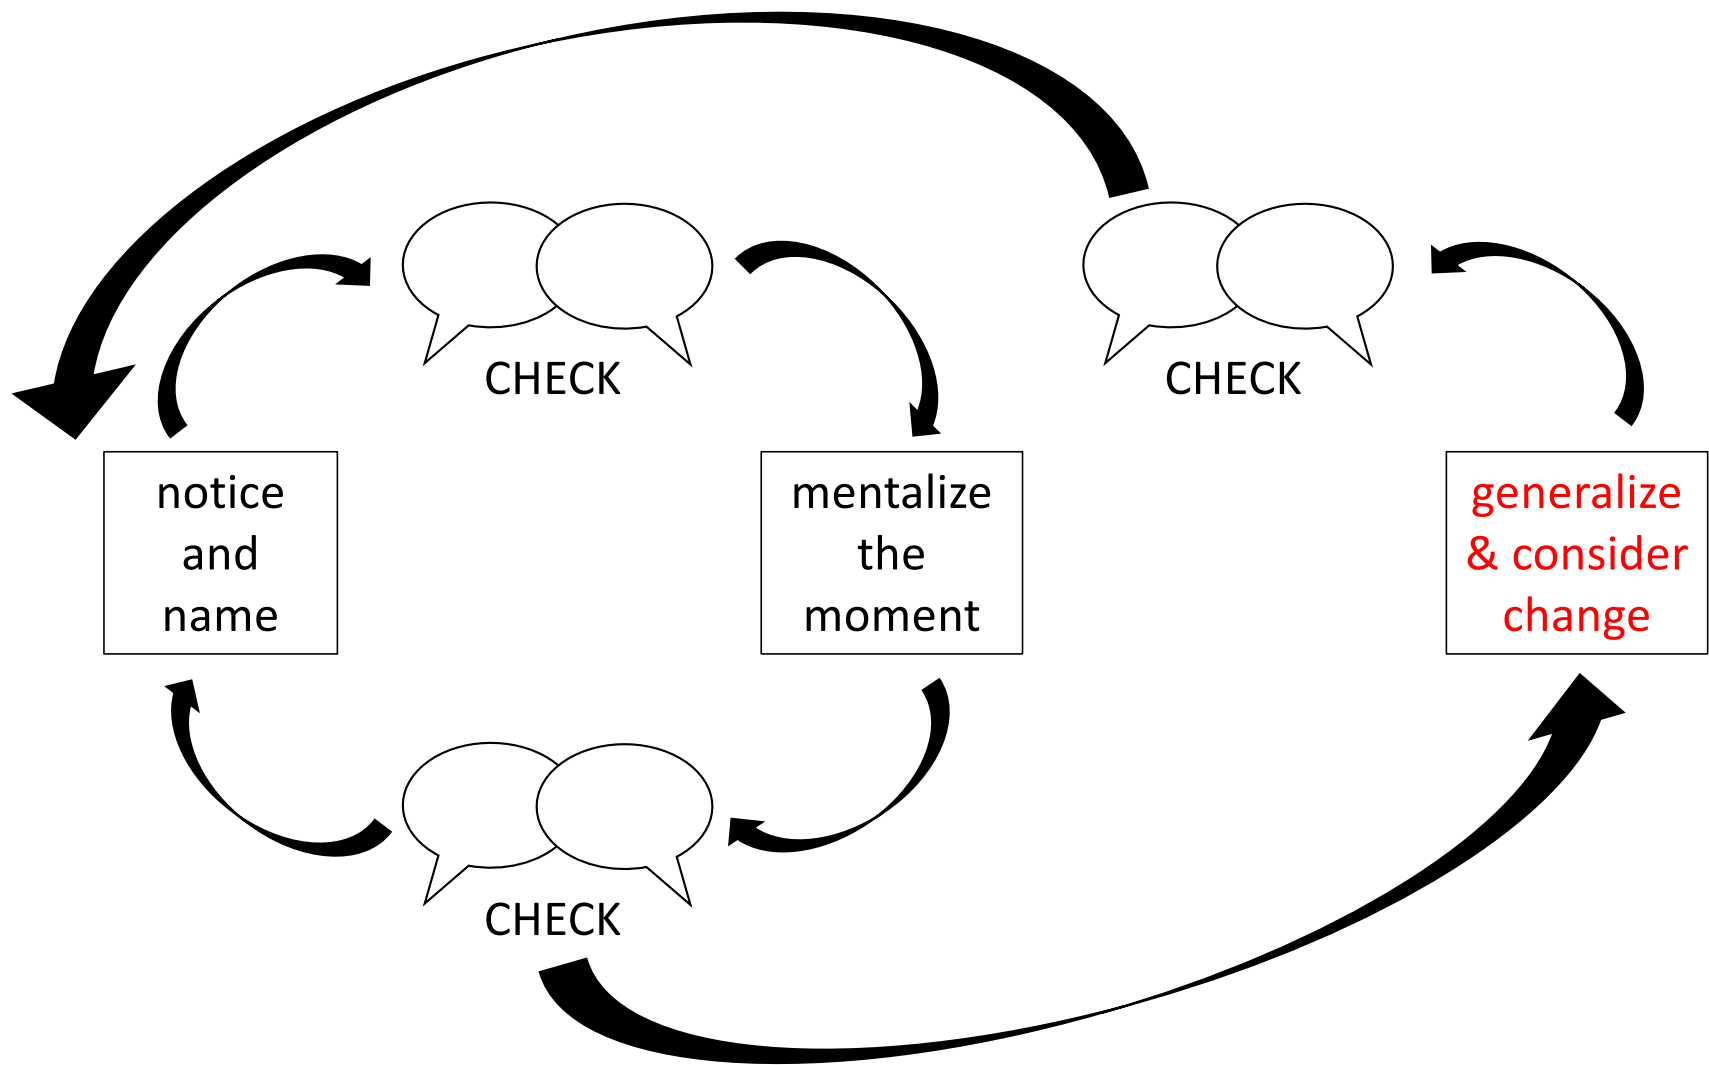 CHECK
CHECK
notice
and
name
mentalize
the
moment
generalize
& consider
change
CHECK